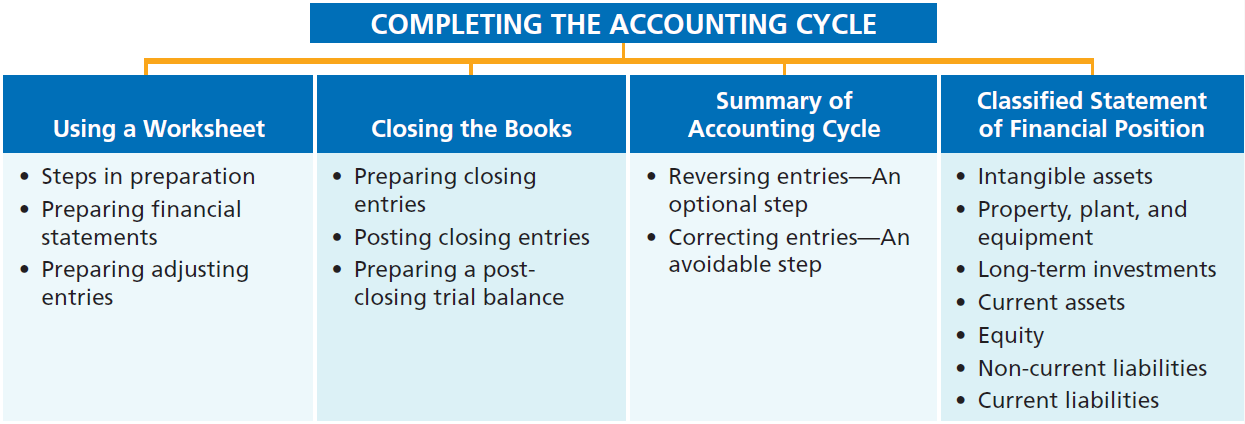 COMPLETING THE ACCOUNTING CYCLE
Using a Worksheet
• Steps in preparation
• Preparing financial
statements
• Preparing adjusting
entries
Closing the Books
• Preparing closing
entries
• Posting closing entries
• Preparing a post-
closing trial balance
Summary of
Accounting Cycle
• Reversing entries—An
optional step
• Correcting entries—An
avoidable step
Classified Statement
of Financial Position
• Intangible assets
• Property, plant, and
equipment
• Long-term investments
• Current assets
• Equity
• Non-current liabilities
• Current liabilities